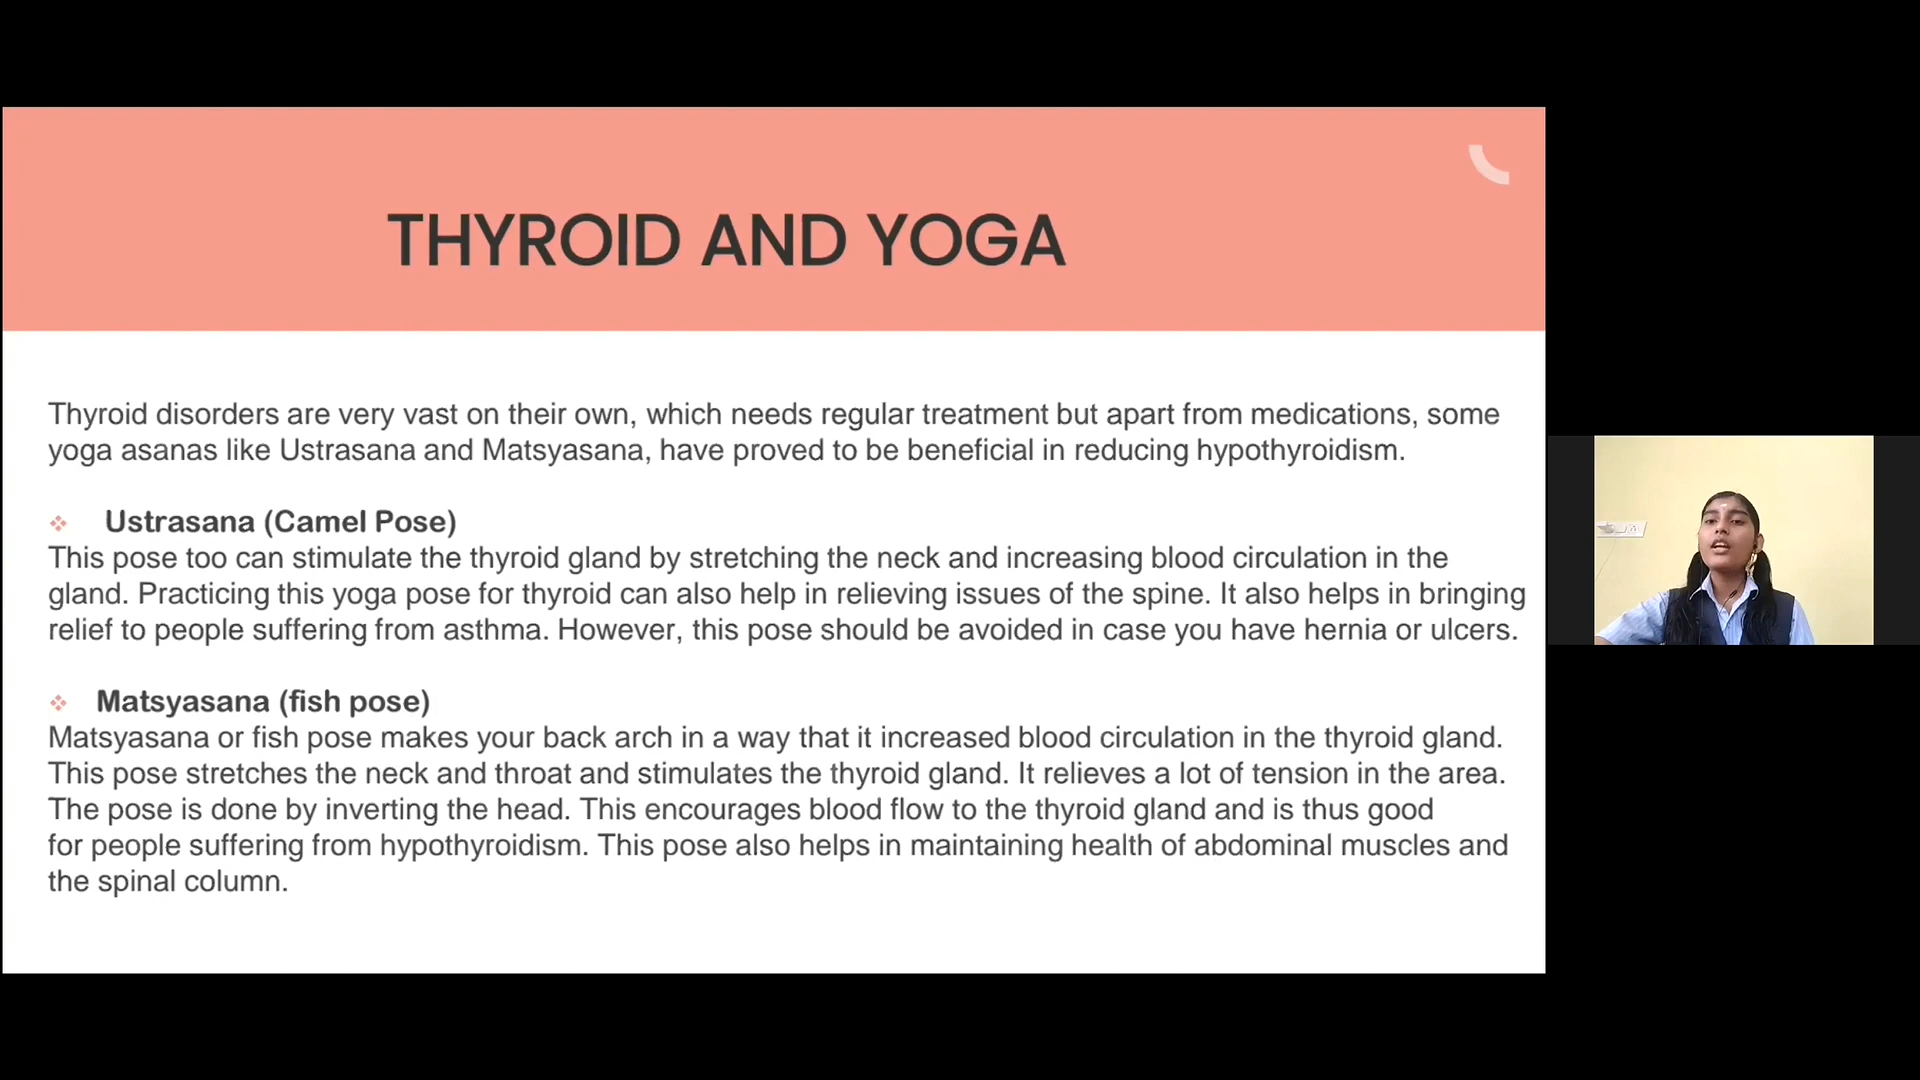 THYROID AND YOGA
Thyroid disorders are very vast on their own, which needs regular treatment but apart from medications, some
yoga asanas like Ustrasana and Matsyasana, have proved to be beneficial in reducing hypothyroidism.
Ustrasana (Camel Pose)
This pose too can stimulate the thyroid gland by stretching the neck and increasing blood circulation in the
gland. Practicing this yoga pose for thyroid can also help in relieving issues of the spine. It also helps in bringing
relief to people suffering from asthma. However, this pose should be avoided in case you have hernia or ulcers.
Matsyasana (fish pose)
Matsyasana or fish pose makes your back arch in a way that it increased blood circulation in the thyroid gland.
This pose stretches the neck and throat and stimulates the thyroid gland. It relieves a lot of tension in the area.
The pose is done by inverting the head. This encourages blood flow to the thyroid gland and is thus good
for people suffering from hypothyroidism. This pose also helps in maintaining health of abdominal muscles and
the spinal column.